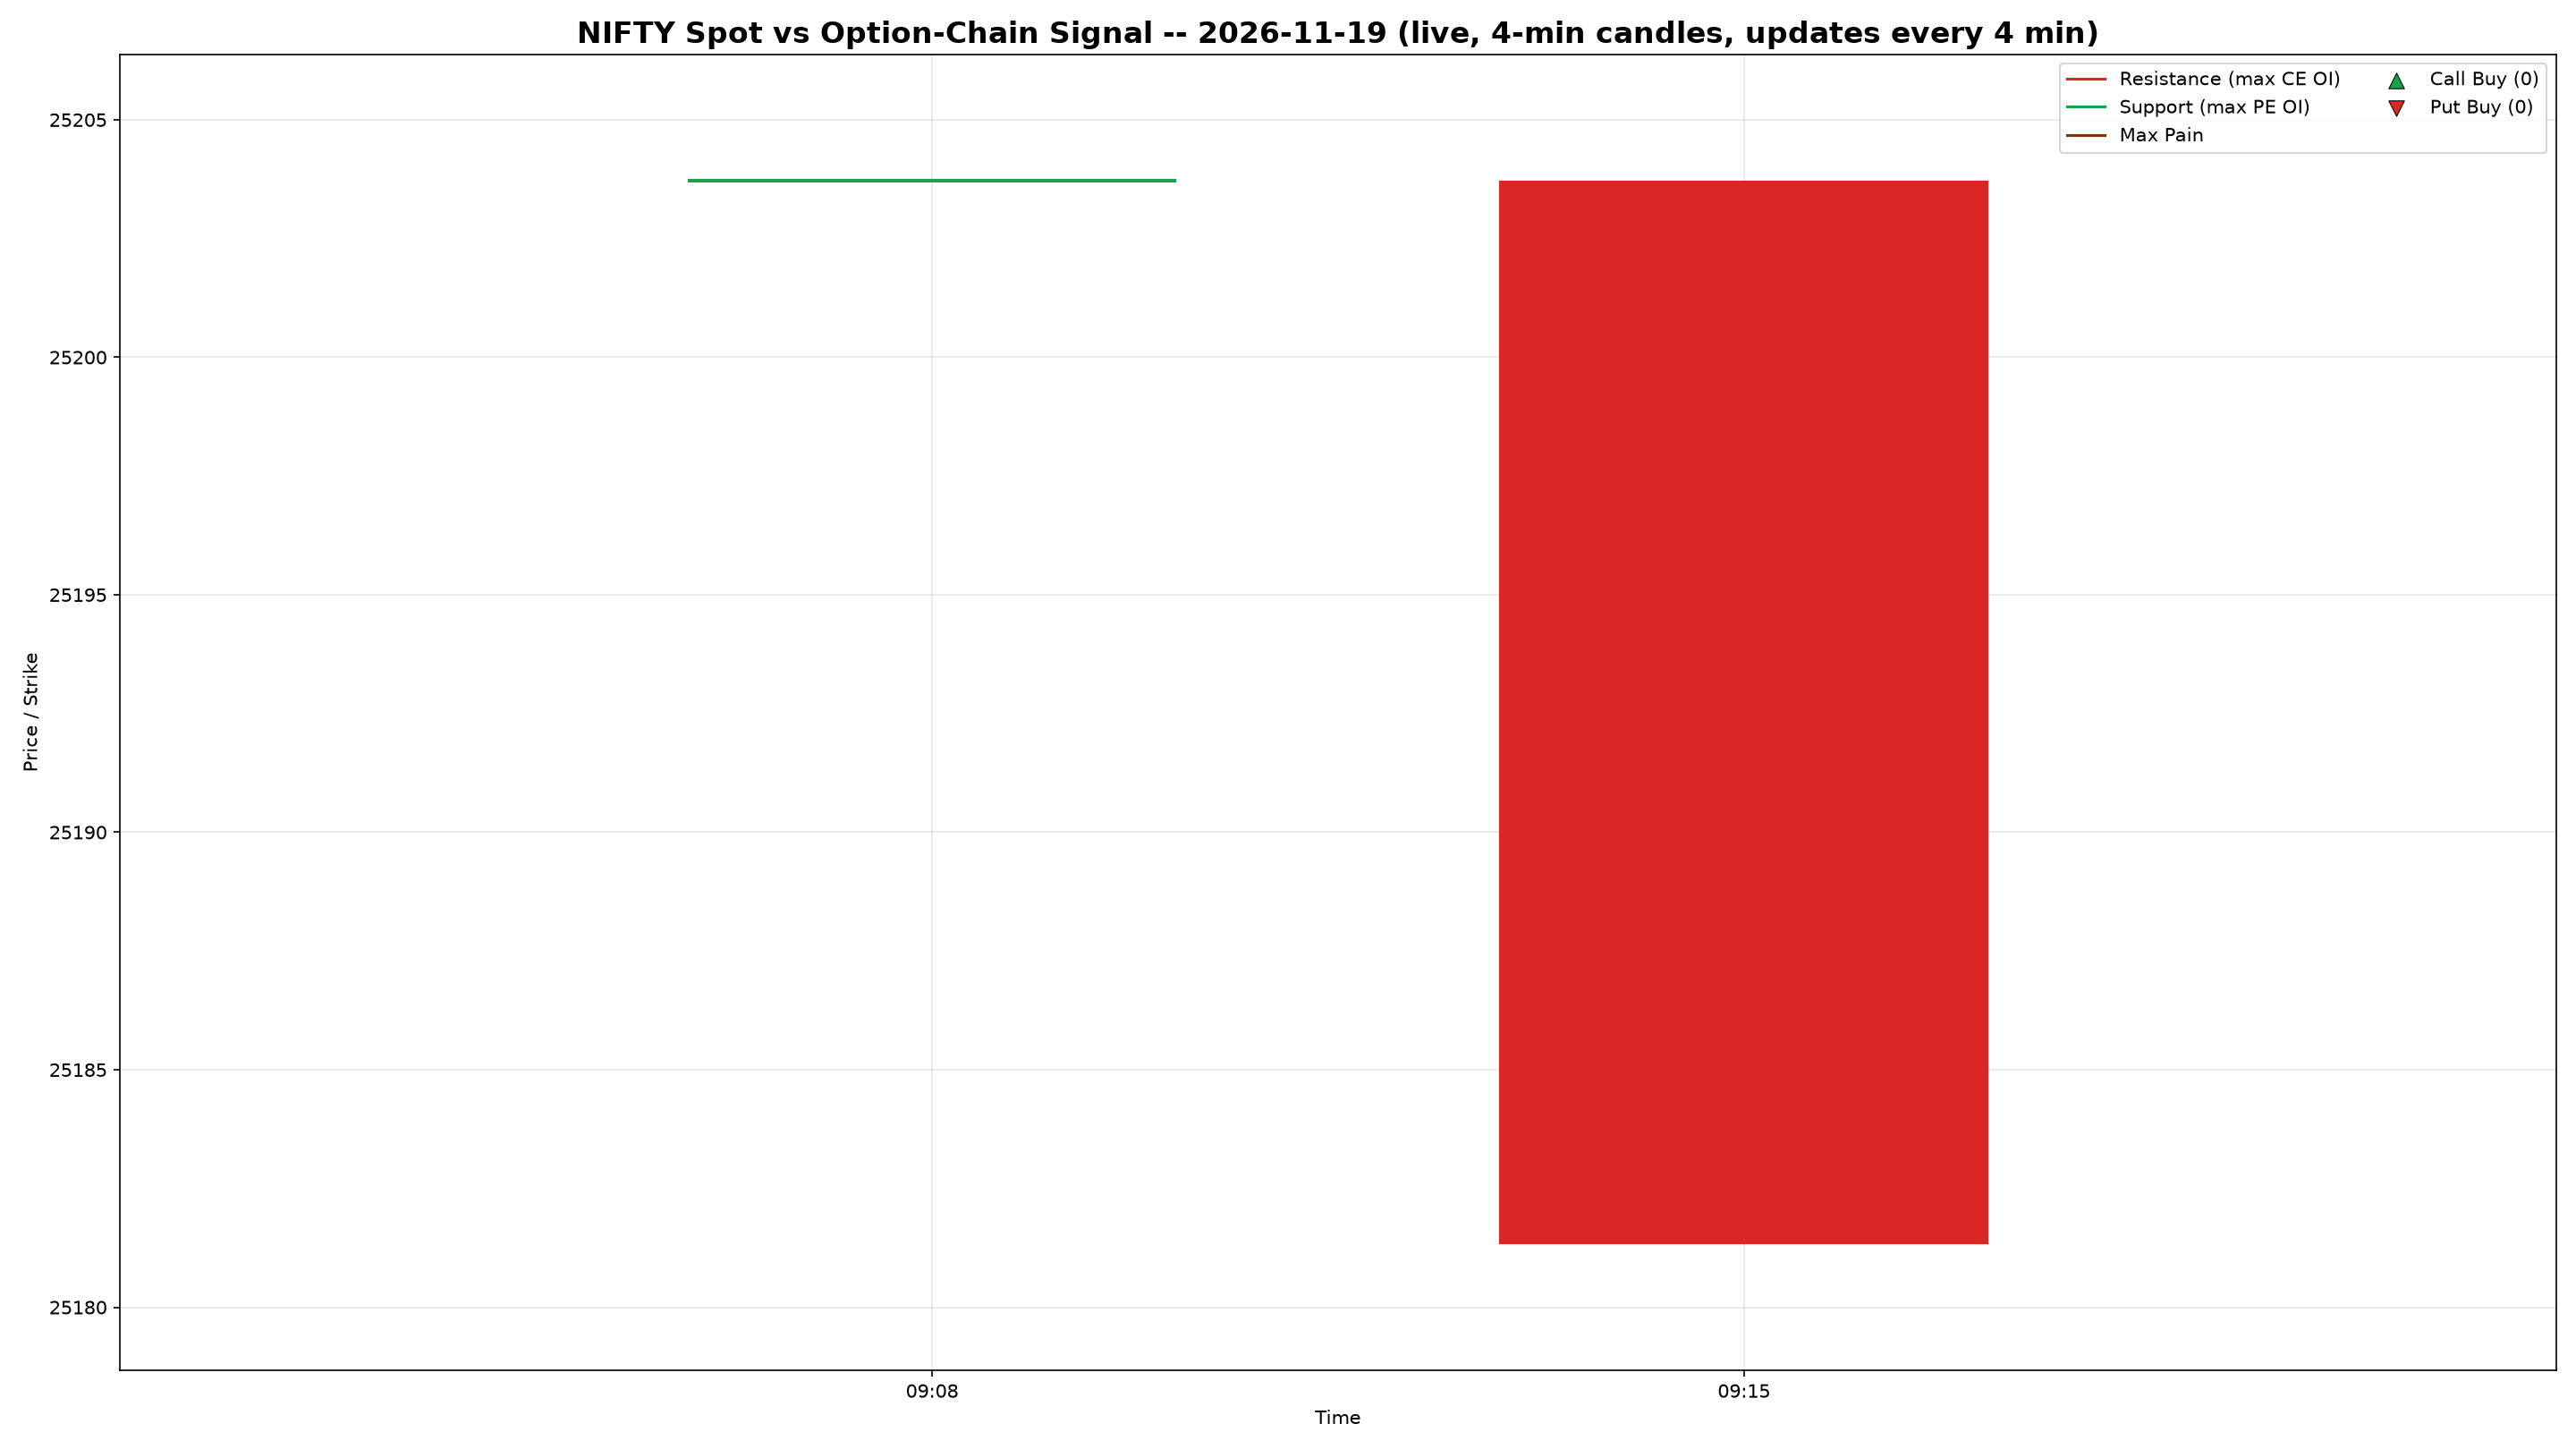 NIFTY Spot vs Option-Chain Signal -- 2026-11-19 (live, 4-min candles, updates every 4 min)
Resistance (max CE OI)
Support (max PE OI)
Max Pain
Call Buy (0)
Put Buy (0)
Price / Strike
25205
25200
25195
25190
25185
25180
09:08
09:15
Time